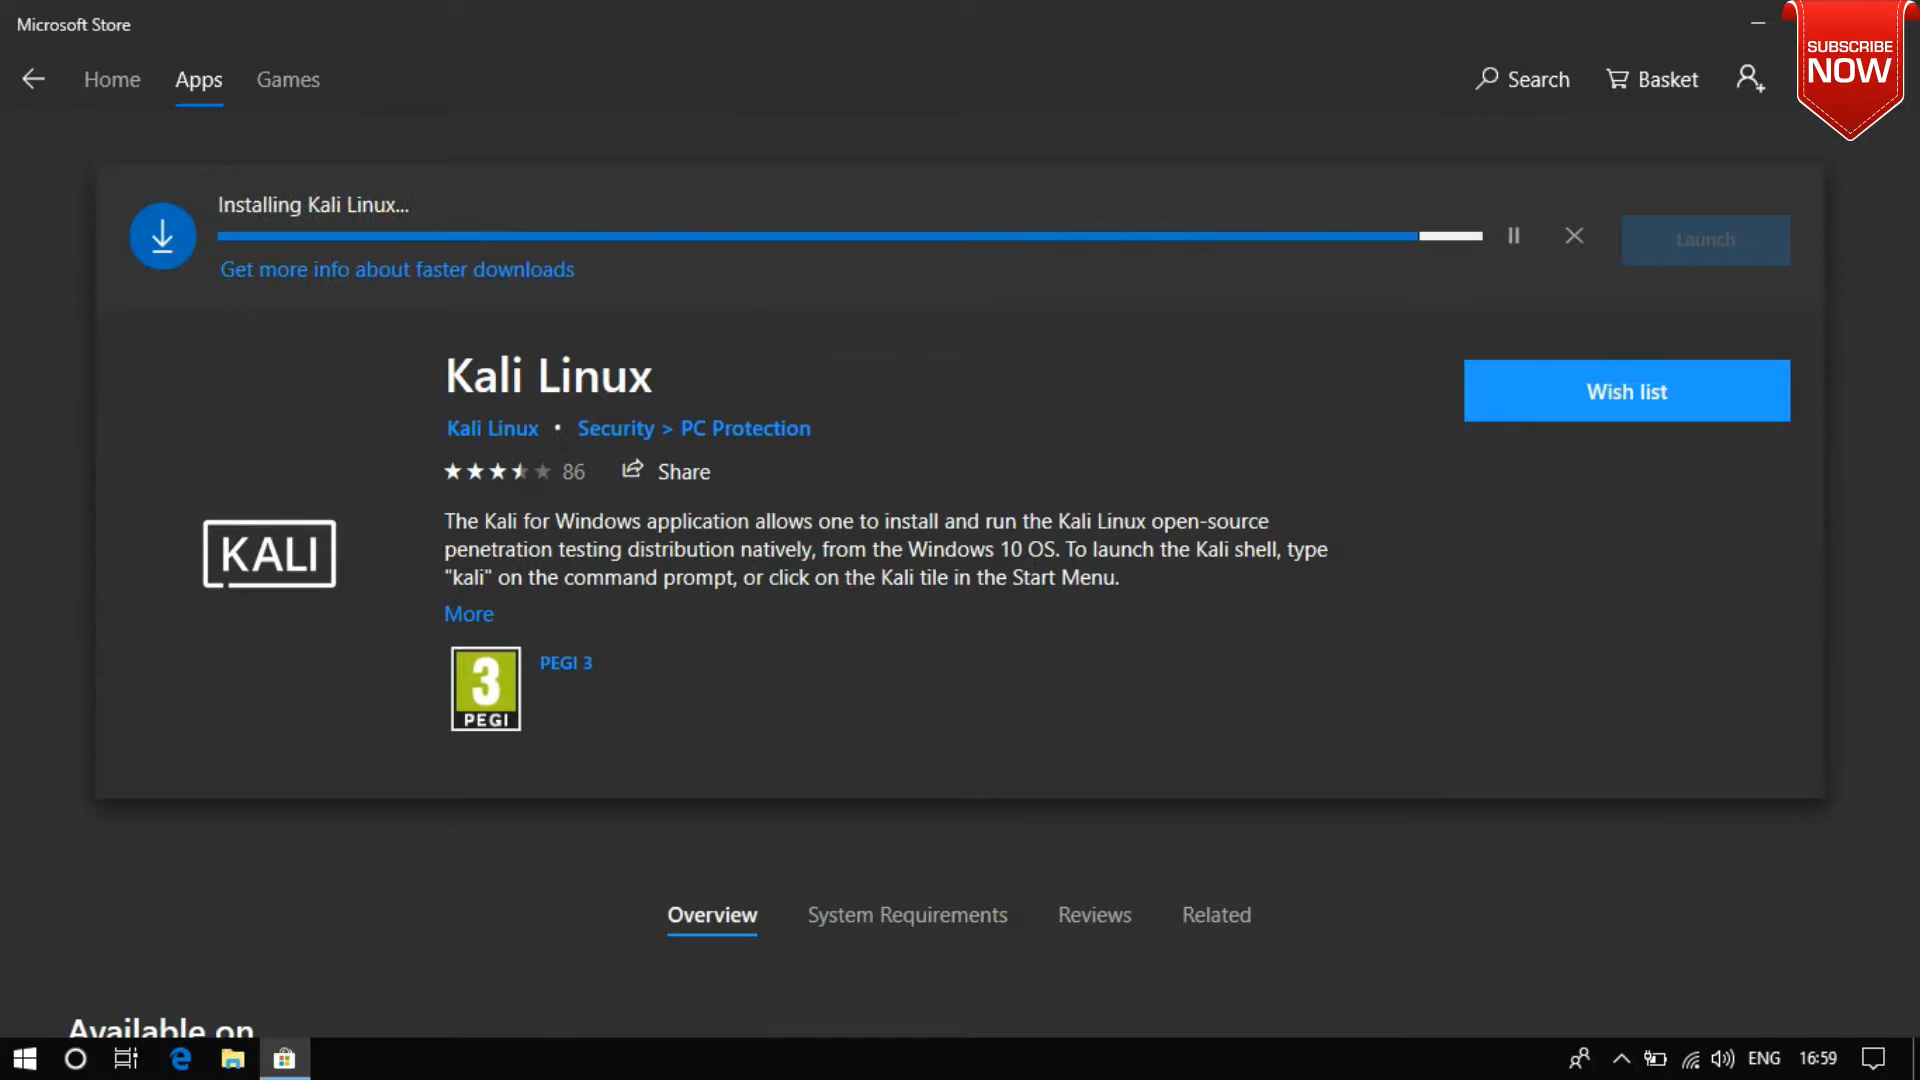 Microsoft Store
SUBSCRIBE
NOW
Home Apps Games Search Basket
Installing Kali Linux...
Launch
Get more info about faster downloads
Kali Linux
Wish list
Kali Linux • Security > PC Protection
86 Share
The Kali for Windows application allows one to install and run the Kali Linux open-source
penetration testing distribution natively, from the Windows 10 OS. To launch the Kali shell, type
"kali" on the command prompt, or click on the Kali tile in the Start Menu.
KALI
More
3
PEGI
PEGI 3
Overview System Requirements Reviews Related
Available on
ENG 16:59